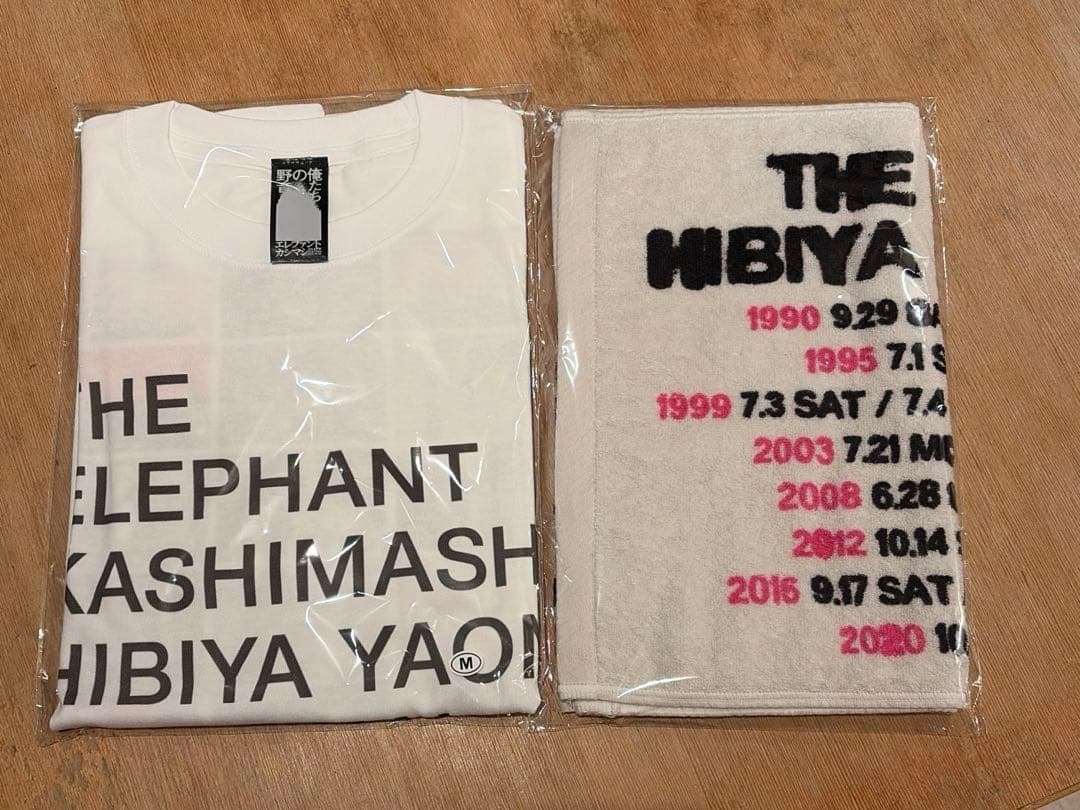 俺たち
野の
エレファント
カシマシ
THE
ELEPHANT
KASHIMASH
HIBIYA YAON
M
THE
HIBIYA
1990 9.29
1995 7.1 S
1999 7.3 SAT / 7.4
2003 7.21 M
2008 6.28
2012 10.14
2016 9.17 SAT
2020 10